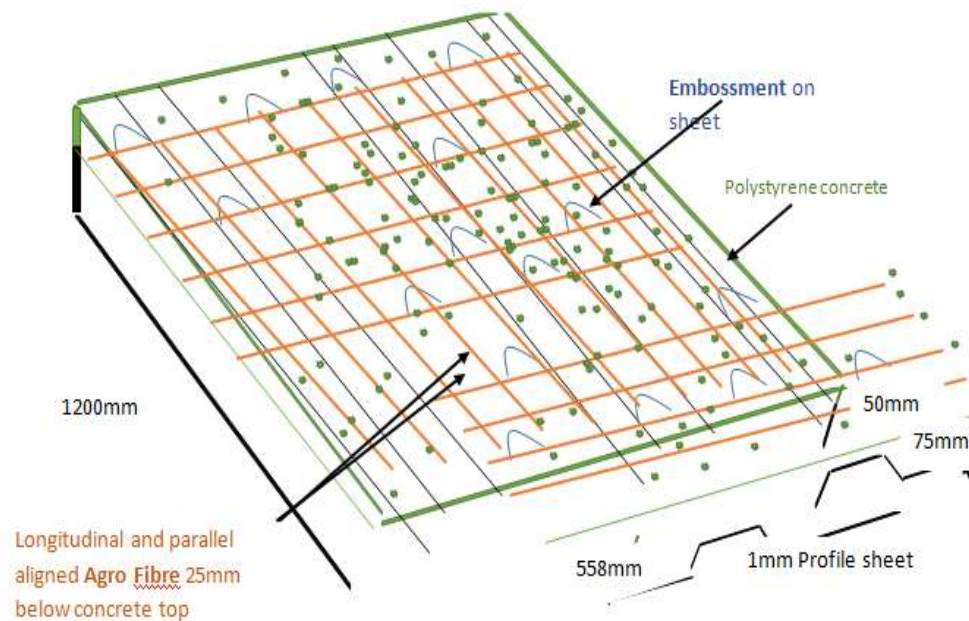 Embossment on
sheet
Polystyrene concrete
1200mm
50mm
75mm
Longitudinal and parallel
aligned Agro Fibre 25mm
below concrete top
558mm
1mm Profile sheet